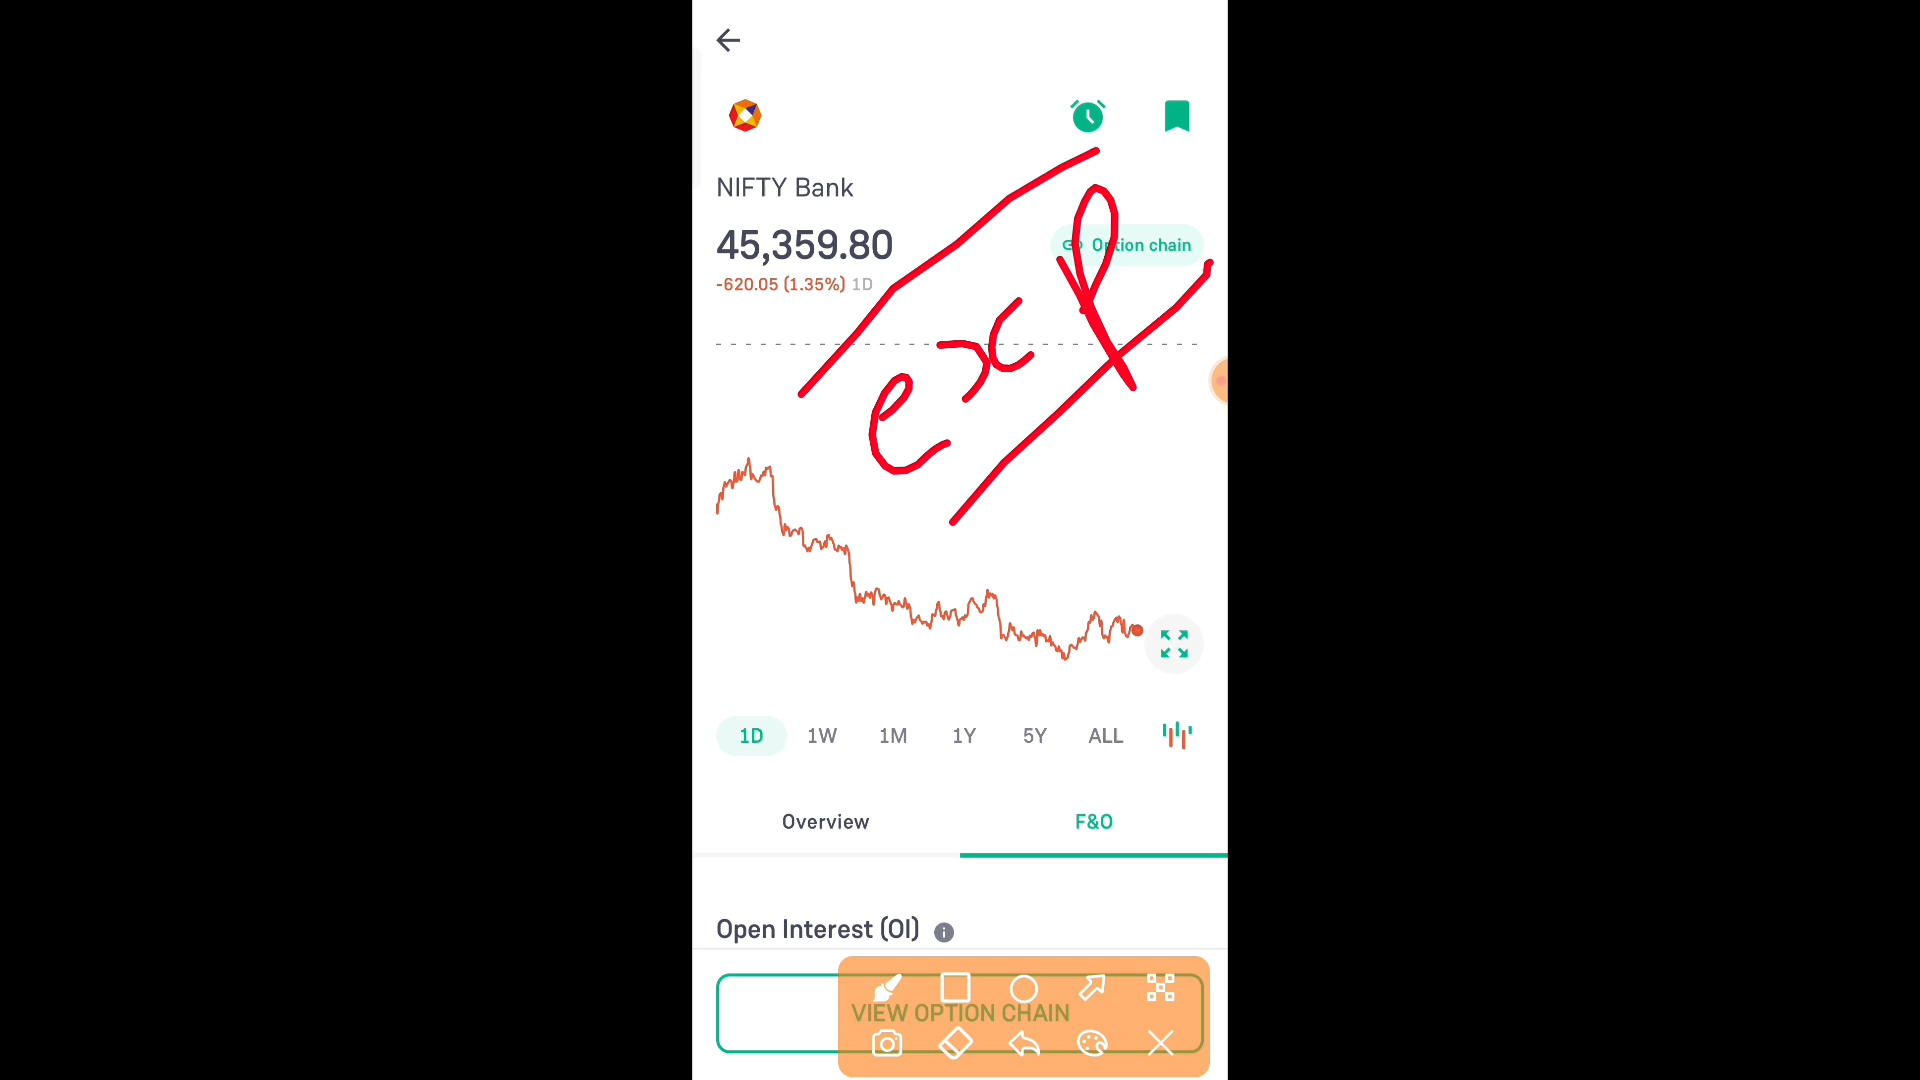 NIFTY Bank
45,359.80
Option chain
-620.05 (1.35%) 1D
exp
1D 1W 1M 1Y 5Y ALL
Overview F&O
Open Interest (OI)
VIEW OPTION CHAIN